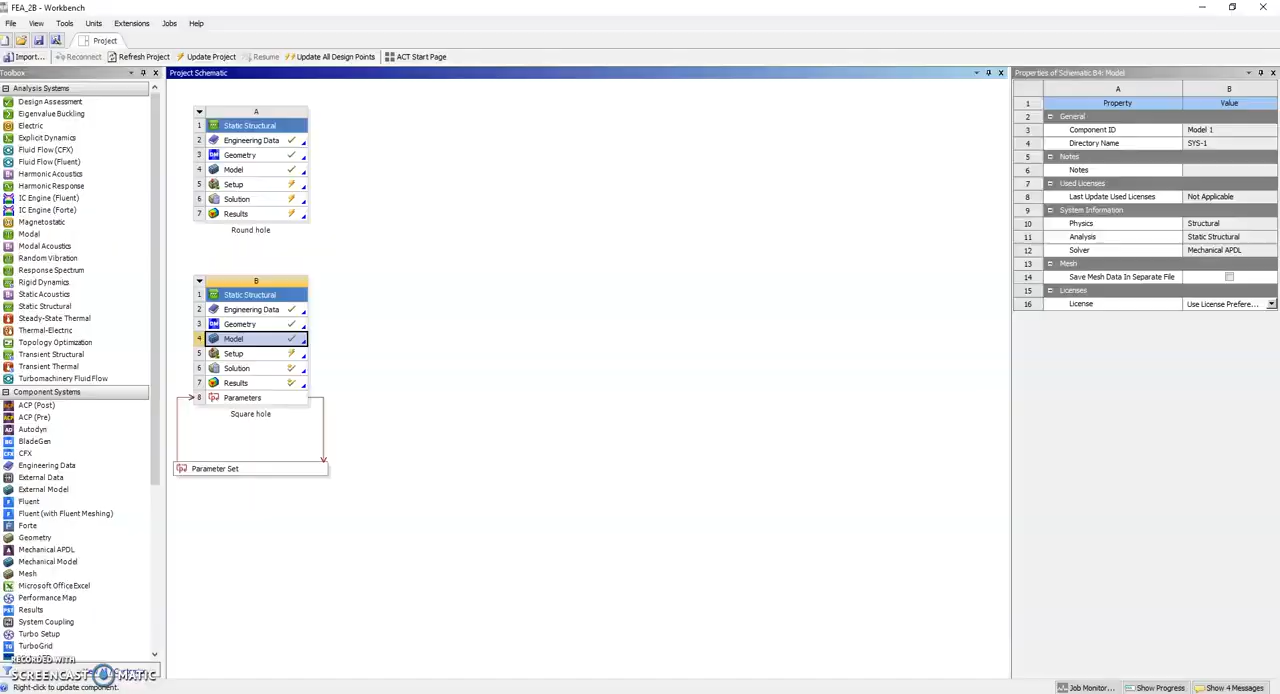 FEA_2B - Workbench
File View Tools Units Extensions Jobs Help
Project
Import... Reconnect Refresh Project Update Project Resume Update All Design Points ACT Start Page
Toolbox
Analysis Systems
Design Assessment
Eigenvalue Buckling
Electric
Explicit Dynamics
Fluid Flow (CFX)
Fluid Flow (Fluent)
Harmonic Acoustics
Harmonic Response
IC Engine (Fluent)
IC Engine (Forte)
Magnetostatic
Modal
Modal Acoustics
Random Vibration
Response Spectrum
Rigid Dynamics
Static Acoustics
Static Structural
Steady-State Thermal
Thermal-Electric
Topology Optimization
Transient Structural
Transient Thermal
Turbomachinery Fluid Flow
Component Systems
ACP (Post)
ACP (Pre)
Autodyn
BladeGen
CFX
Engineering Data
External Data
External Model
Fluent
Fluent (with Fluent Meshing)
Forte
Geometry
Mechanical APDL
Mechanical Model
Mesh
Microsoft Office Excel
Performance Map
Results
System Coupling
Turbo Setup
TurboGrid
RECORDED WITH
SCREENCAST MATIC
Right-click to update component.
Project Schematic
A
1 Static Structural
2 Engineering Data
3 DM Geometry
4 Model
5 Setup
6 Solution
7 Results
Round hole
B
1 Static Structural
2 Engineering Data
3 DM Geometry
4 Model
5 Setup
6 Solution
7 Results
8 Parameters
Square hole
Parameter Set
Properties of Schematic B4: Model
A B
1 Property Value
2 General
3 Component ID Model 1
4 Directory Name SYS-1
5 Notes
6 Notes
7 Used Licenses
8 Last Update Used Licenses Not Applicable
9 System Information
10 Physics Structural
11 Analysis Static Structural
12 Solver Mechanical APDL
13 Mesh
14 Save Mesh Data In Separate File
15 Licenses
16 License Use License Prefere...
Job Monitor... Show Progress Show 4 Messages